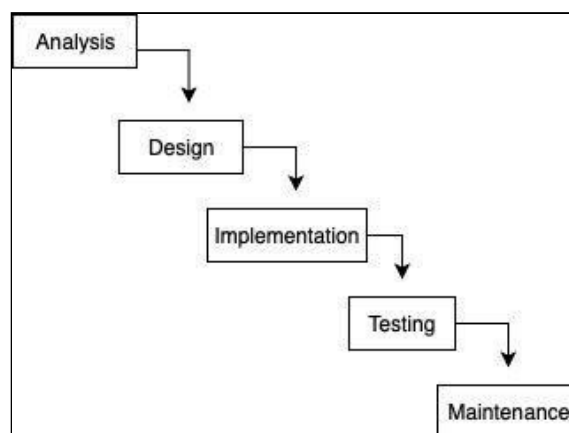 Analysis
Design
Implementation
Testing
Maintenance